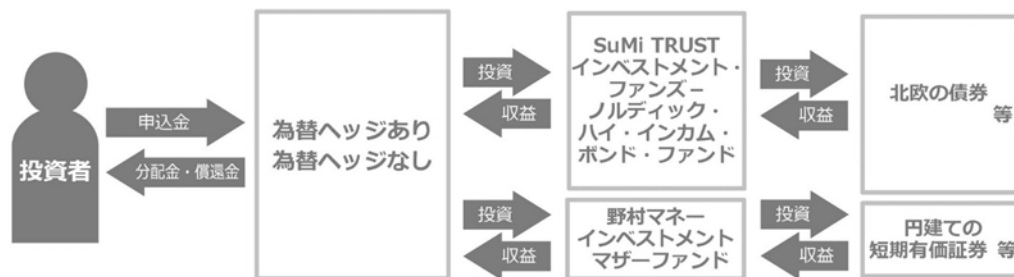 投資者
申込金
分配金・償還金
為替ヘッジあり
為替ヘッジなし
投資
収益
SuMi TRUST
インベストメント・
ファンズ－
ノルディック・
ハイ・インカム・
ボンド・ファンド
投資
収益
北欧の債券
等
投資
収益
野村マネー
インベストメント
マザーファンド
投資
収益
円建ての
短期有価証券 等